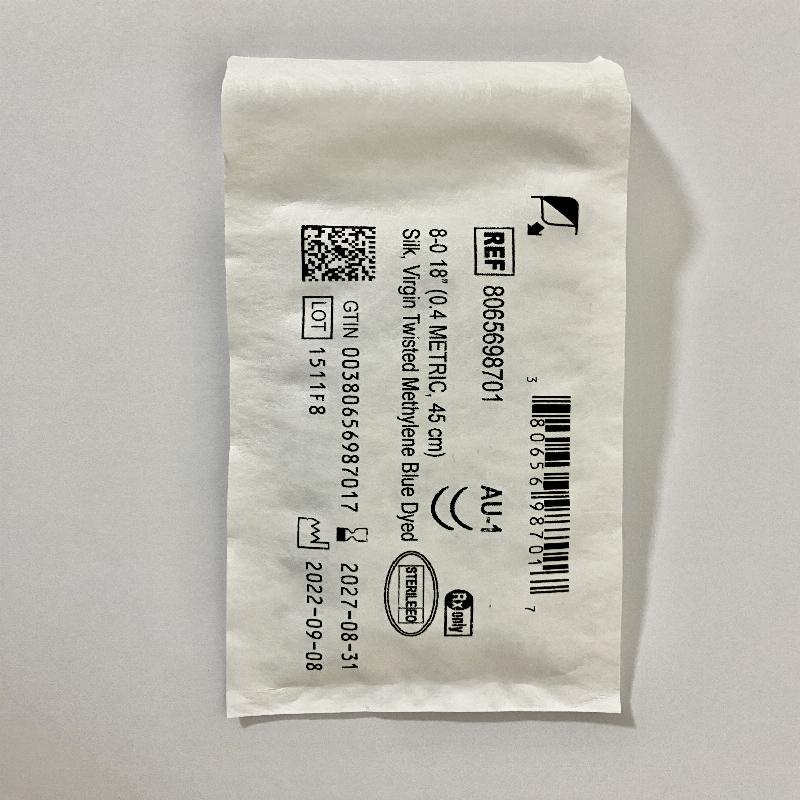 3 80656 98701 7
REF 8065698701
AU-1
8-0 18" (0.4 METRIC, 45 cm)
Silk, Virgin Twisted Methylene Blue Dyed
Rx only
STERILE EO
GTIN 00380656987017
2027-08-31
LOT 1511F8
2022-09-08